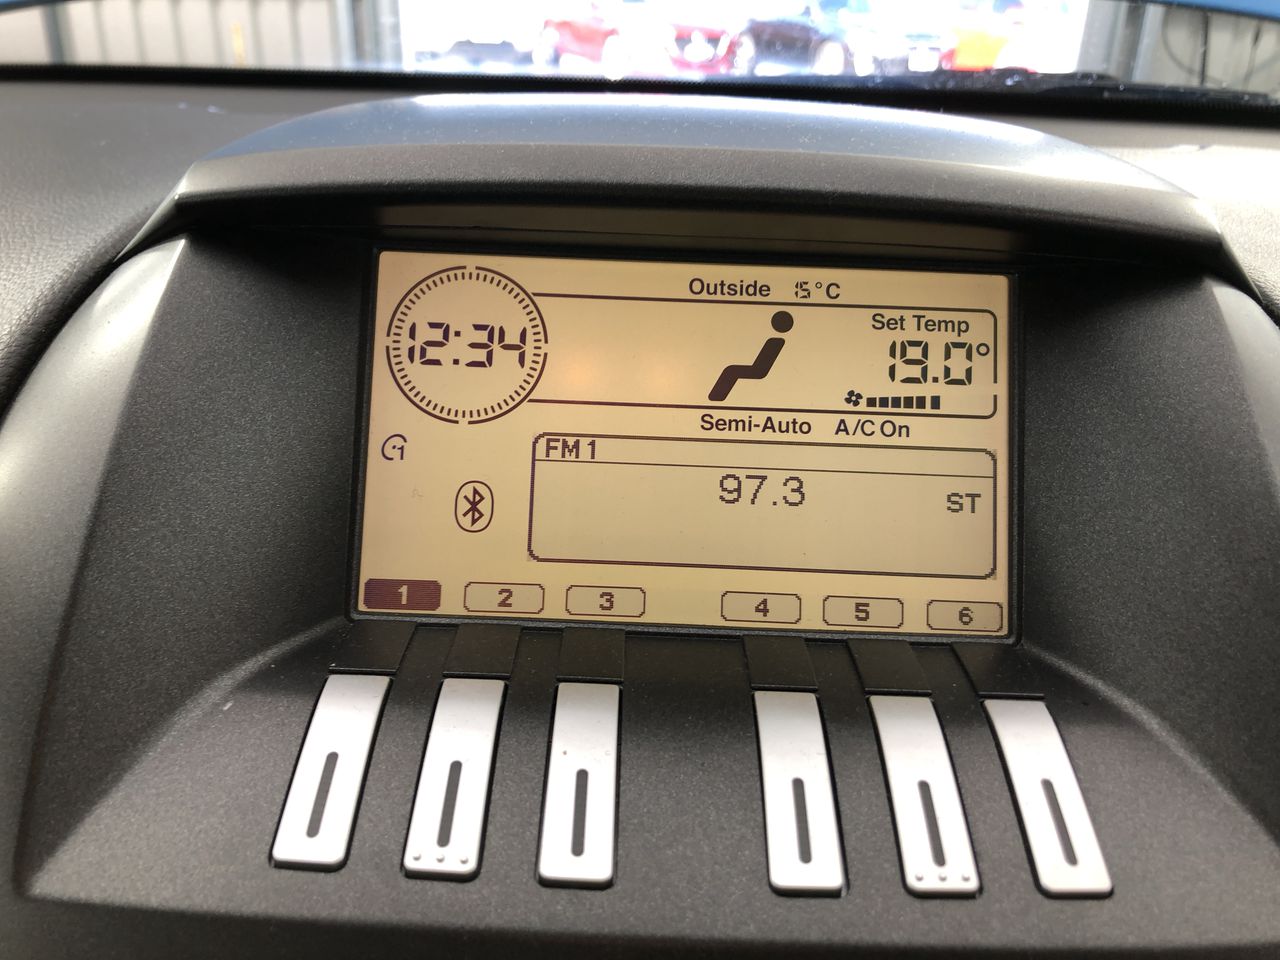 Outside 15°C
12:34
Set Temp
19.0°
Semi-Auto A/C On
FM 1
97.3
ST
1 2 3 4 5 6